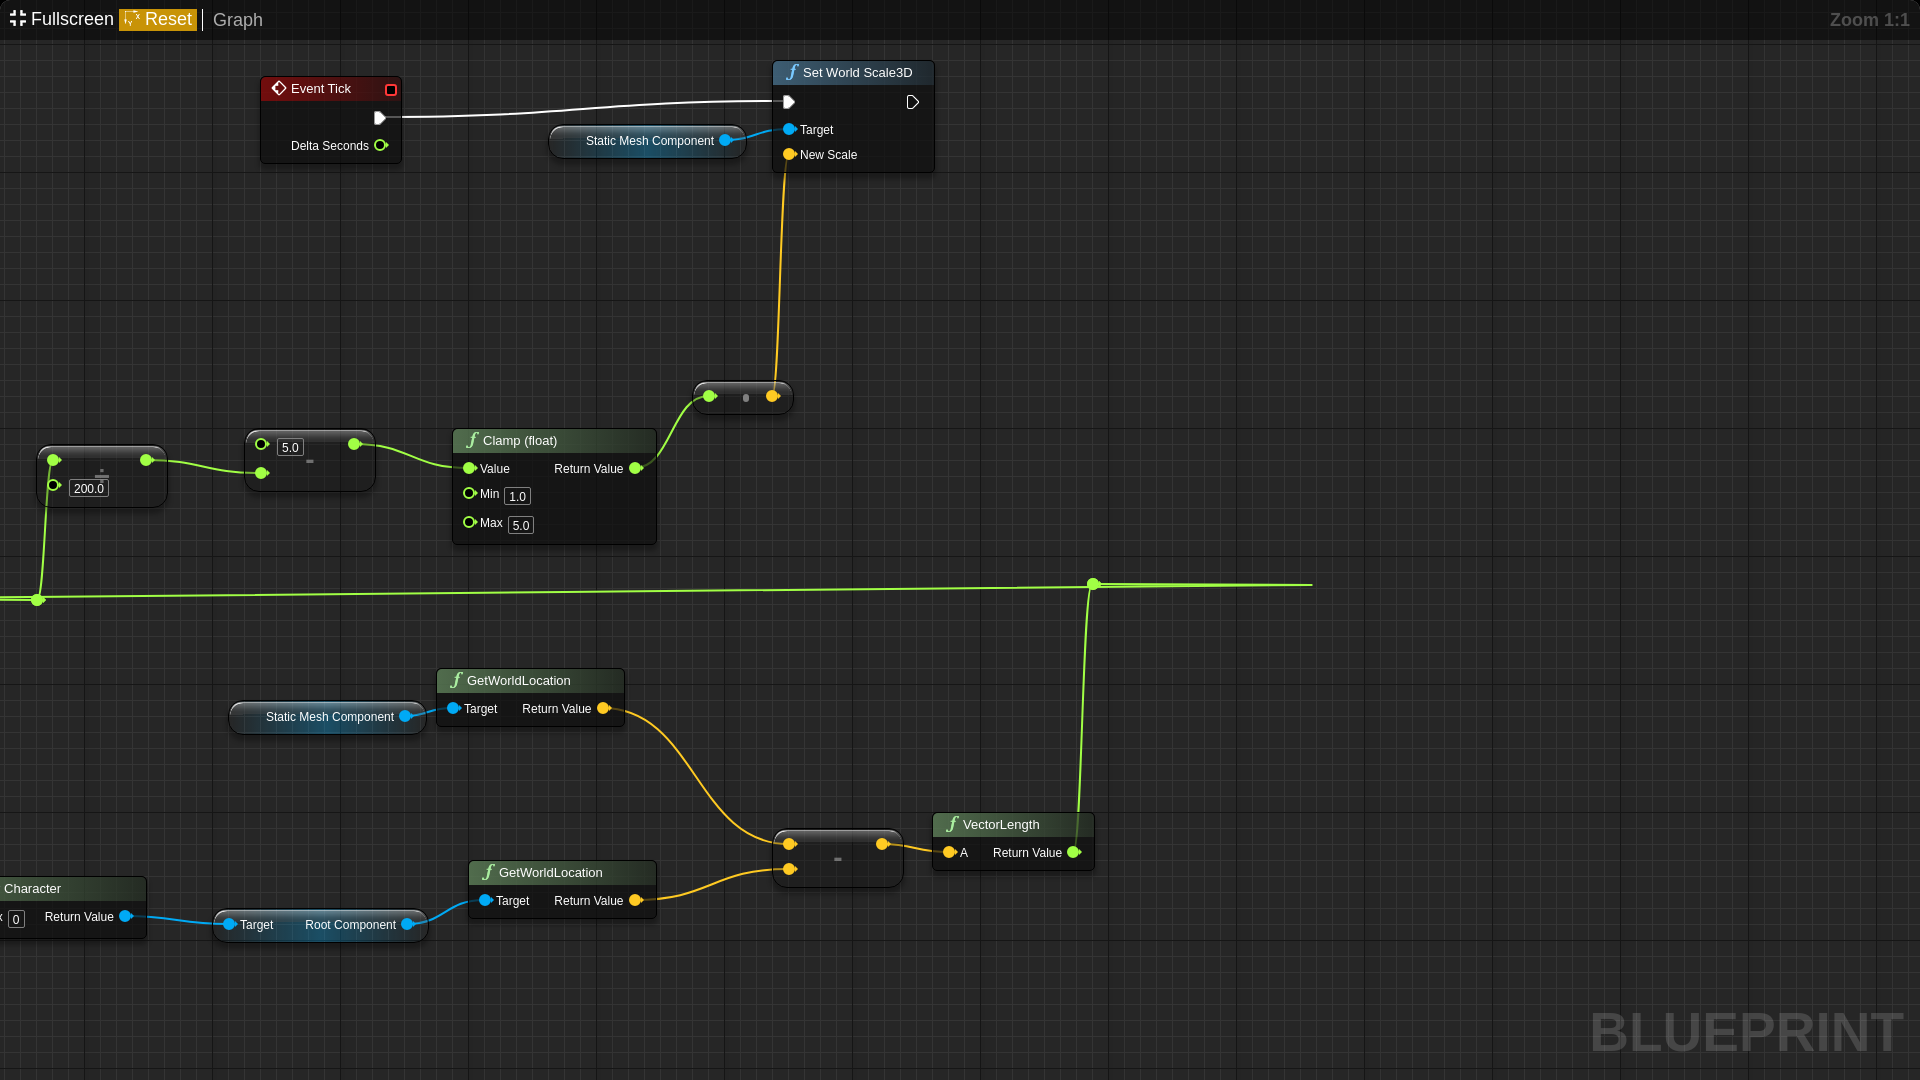 Fullscreen Reset Graph
Zoom 1:1
Event Tick
Delta Seconds
Static Mesh Component
Set World Scale3D
Target
New Scale
÷
200.0
5.0
-
Clamp (float)
Value Return Value
Min 1.0
Max 5.0
Static Mesh Component
GetWorldLocation
Target Return Value
Character
0 Return Value
Target Root Component
GetWorldLocation
Target Return Value
-
VectorLength
A Return Value
BLUEPRINT